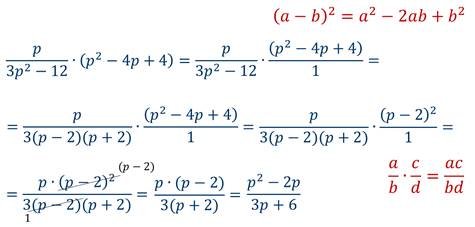 (a − b)² = a² − 2ab + b²
p/(3p² − 12) · (p² − 4p + 4) = p/(3p² − 12) · (p² − 4p + 4)/1 =
= p/(3(p − 2)(p + 2)) · (p² − 4p + 4)/1 = p/(3(p − 2)(p + 2)) · (p − 2)²/1 =
= (p · (p − 2)²)/(3(p − 2)(p + 2)) (p − 2) 1 = (p · (p − 2))/(3(p + 2)) = (p² − 2p)/(3p + 6)
a/b · c/d = ac/bd